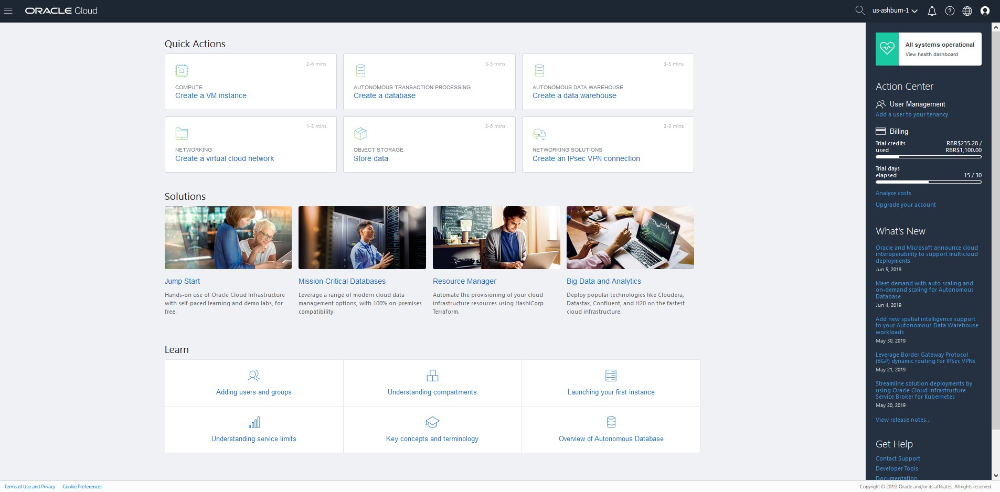 ORACLE Cloud
us-ashburn-1
Quick Actions
2-6 mins
COMPUTE
Create a VM instance
3-5 mins
AUTONOMOUS TRANSACTION PROCESSING
Create a database
3-5 mins
AUTONOMOUS DATA WAREHOUSE
Create a data warehouse
1-3 mins
NETWORKING
Create a virtual cloud network
2-6 mins
OBJECT STORAGE
Store data
2-3 mins
NETWORKING SOLUTIONS
Create an IPsec VPN connection
Solutions
Jump Start
Hands-on use of Oracle Cloud Infrastructure
with self-paced learning and demo labs, for
free.
Mission Critical Databases
Leverage a range of modern cloud data
management options, with 100% on-premises
compatibility.
Resource Manager
Automate the provisioning of your cloud
infrastructure resources using HashiCorp
Terraform.
Big Data and Analytics
Deploy popular technologies like Cloudera,
Datastax, Confluent, and H20 on the fastest
cloud infrastructure.
Learn
Adding users and groups
Understanding compartments
Launching your first instance
Understanding service limits
Key concepts and terminology
Overview of Autonomous Database
All systems operational
View health dashboard
Action Center
User Management
Add a user to your tenancy
Billing
Trial credits used RBR$235.28 / RBR$1,100.00
Trial days elapsed 15 / 30
Analyze costs
Upgrade your account
What's New
Oracle and Microsoft announce cloud
interoperability to support multicloud
deployments
Jun 5, 2019
Meet demand with auto scaling and
on-demand scaling for Autonomous
Database
Jun 4, 2019
Add new spatial intelligence support
to your Autonomous Data Warehouse
workloads
May 30, 2019
Leverage Border Gateway Protocol
(BGP) dynamic routing for IPSec VPNs
May 21, 2019
Streamline solution deployments by
using Oracle Cloud Infrastructure
Service Broker for Kubernetes
May 20, 2019
View release notes...
Get Help
Contact Support
Developer Tools
Documentation
Terms of Use and Privacy Cookie Preferences
Copyright © 2019, Oracle and/or its affiliates. All rights reserved.